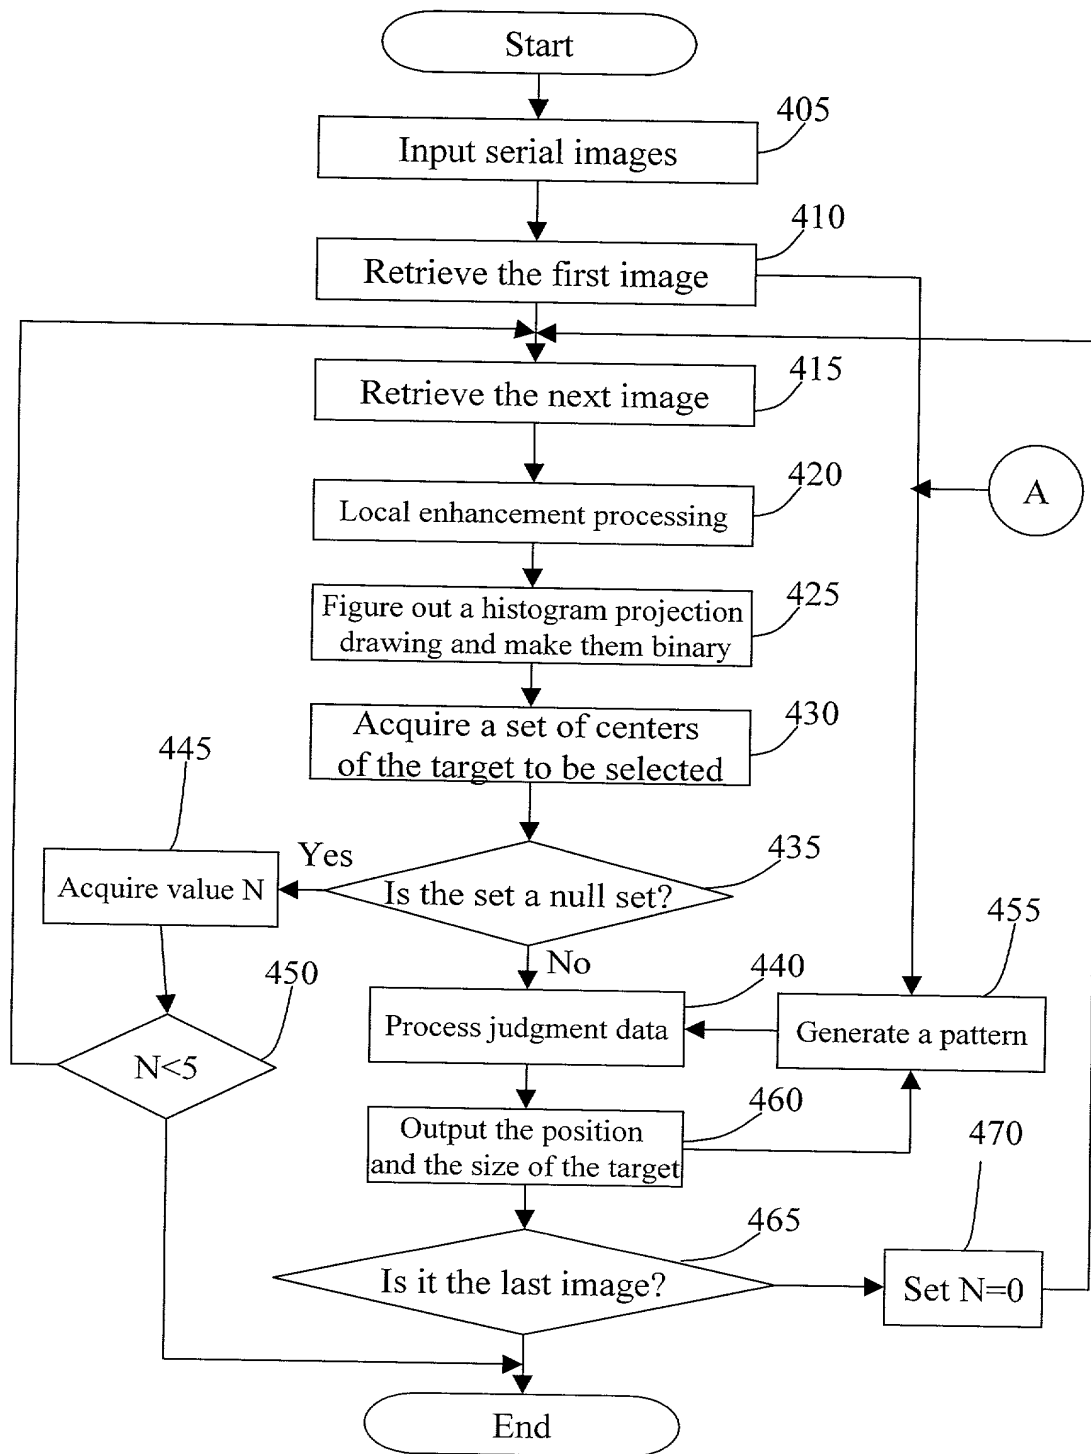 Start
405
Input serial images
410
Retrieve the first image
415
Retrieve the next image
420
Local enhancement processing
A
425
Figure out a histogram projection
drawing and make them binary
430
Acquire a set of centers
of the target to be selected
445
435
Yes
Acquire value N
Is the set a null set?
455
No
450
440
Process judgment data
Generate a pattern
N<5
460
Output the position
and the size of the target
470
465
Is it the last image?
Set N=0
End